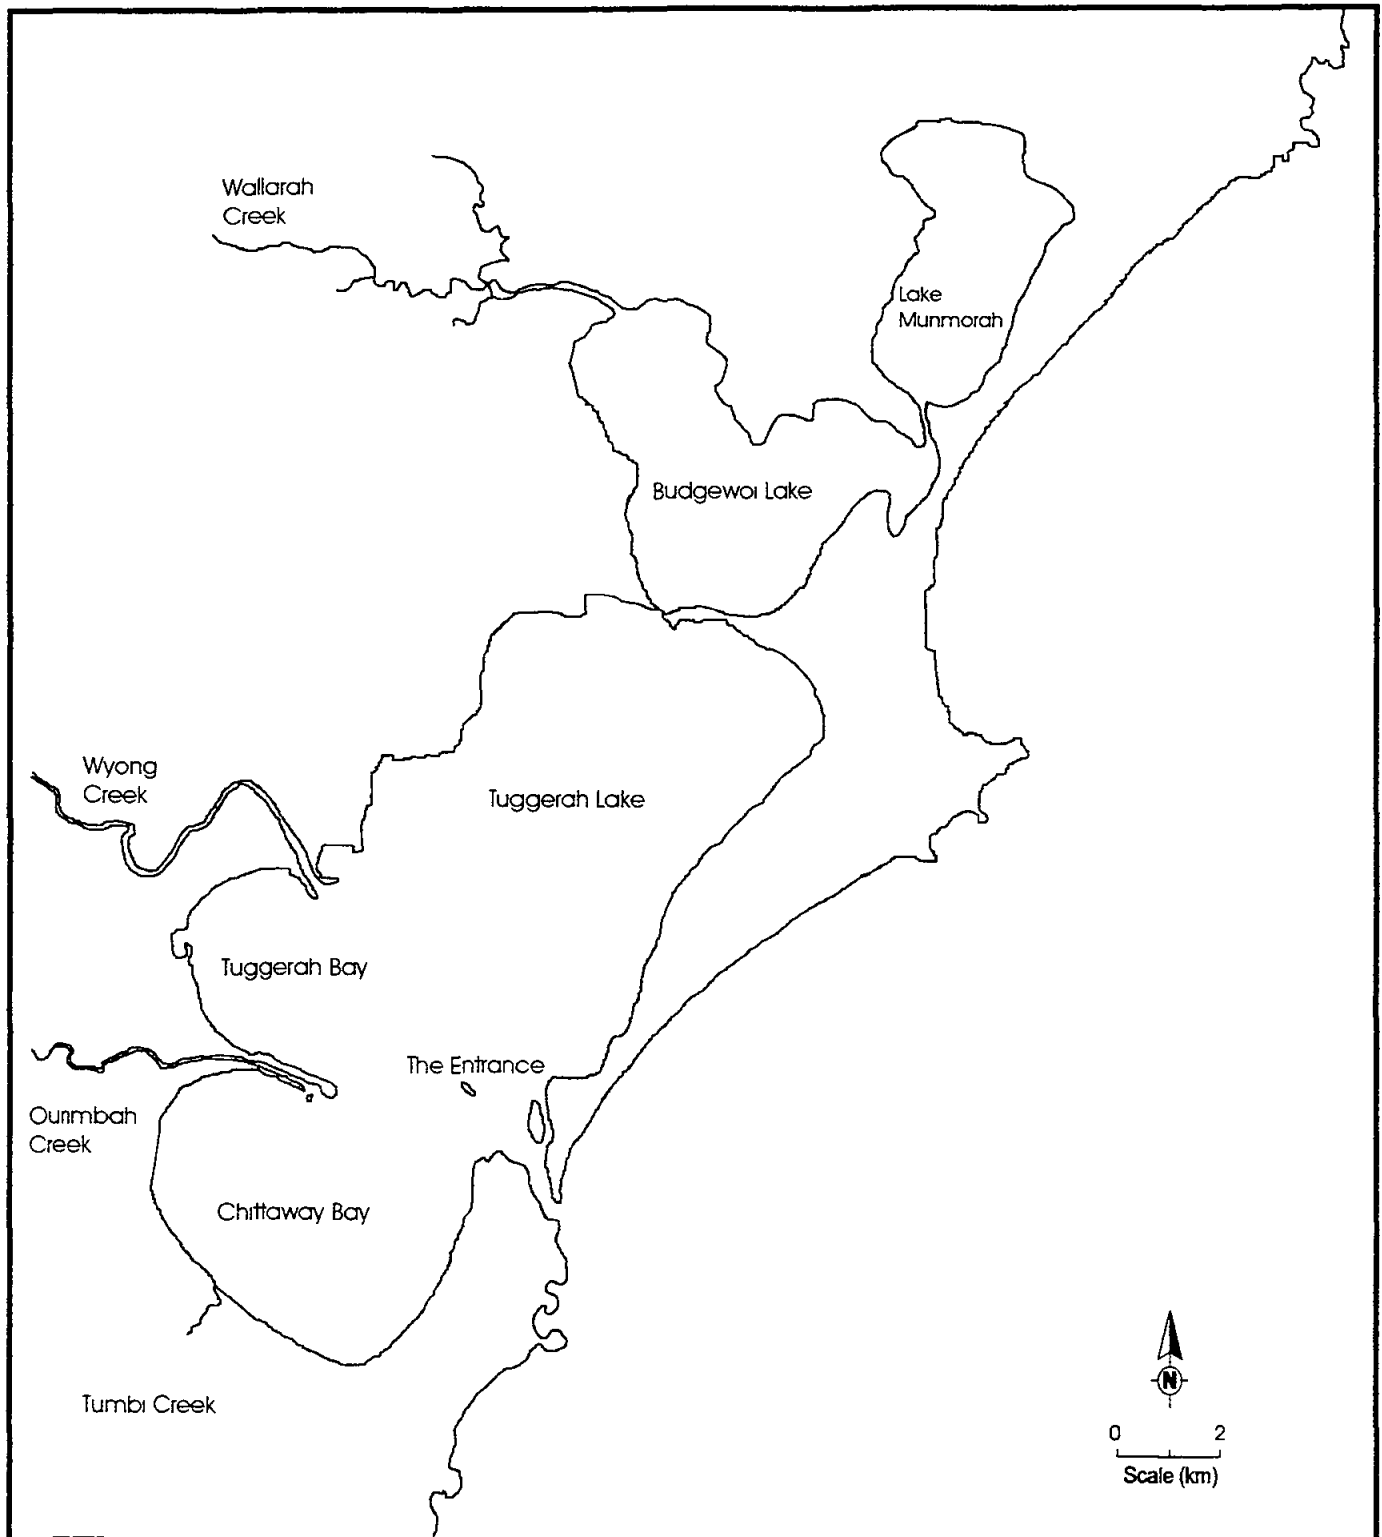 Wallarah
Creek
Lake
Munmorah
Budgewoi Lake
Wyong
Creek
Tuggerah Lake
Tuggerah Bay
The Entrance
Ourimbah
Creek
Chittaway Bay
Tumbi Creek
N
0 2
Scale (km)